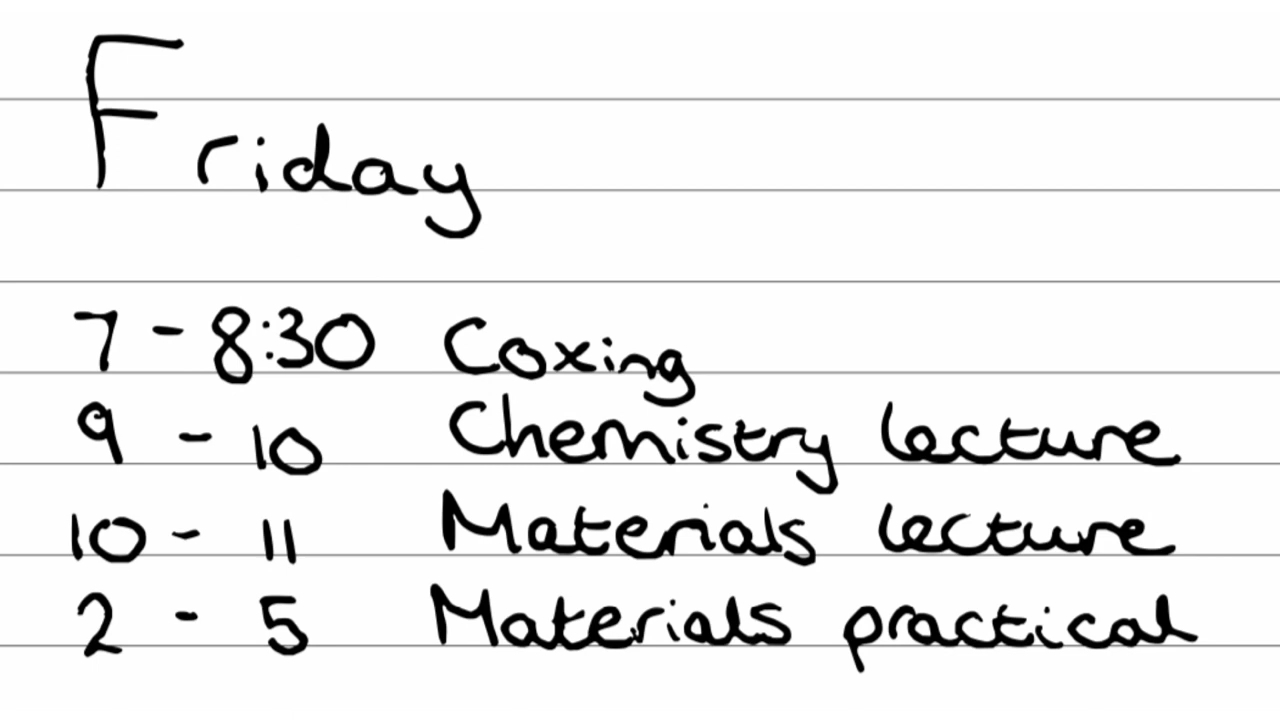 Friday
7 - 8:30 Coxing
9 - 10 Chemistry lecture
10 - 11 Materials lecture
2 - 5 Materials practical